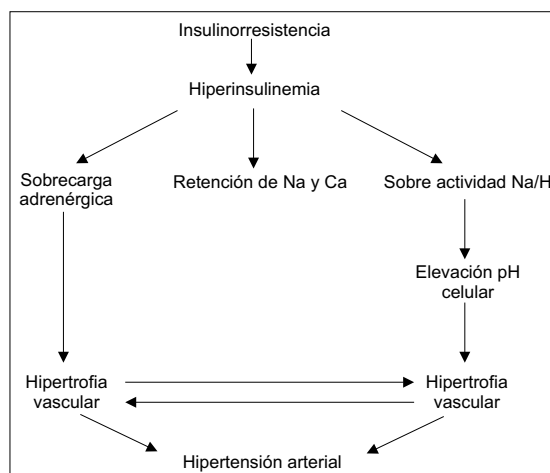 Insulinorresistencia
Hiperinsulinemia
Sobrecarga
adrenérgica
Retención de Na y Ca
Sobre actividad Na/H
Elevación pH
celular
Hipertrofia
vascular
Hipertrofia
vascular
Hipertensión arterial